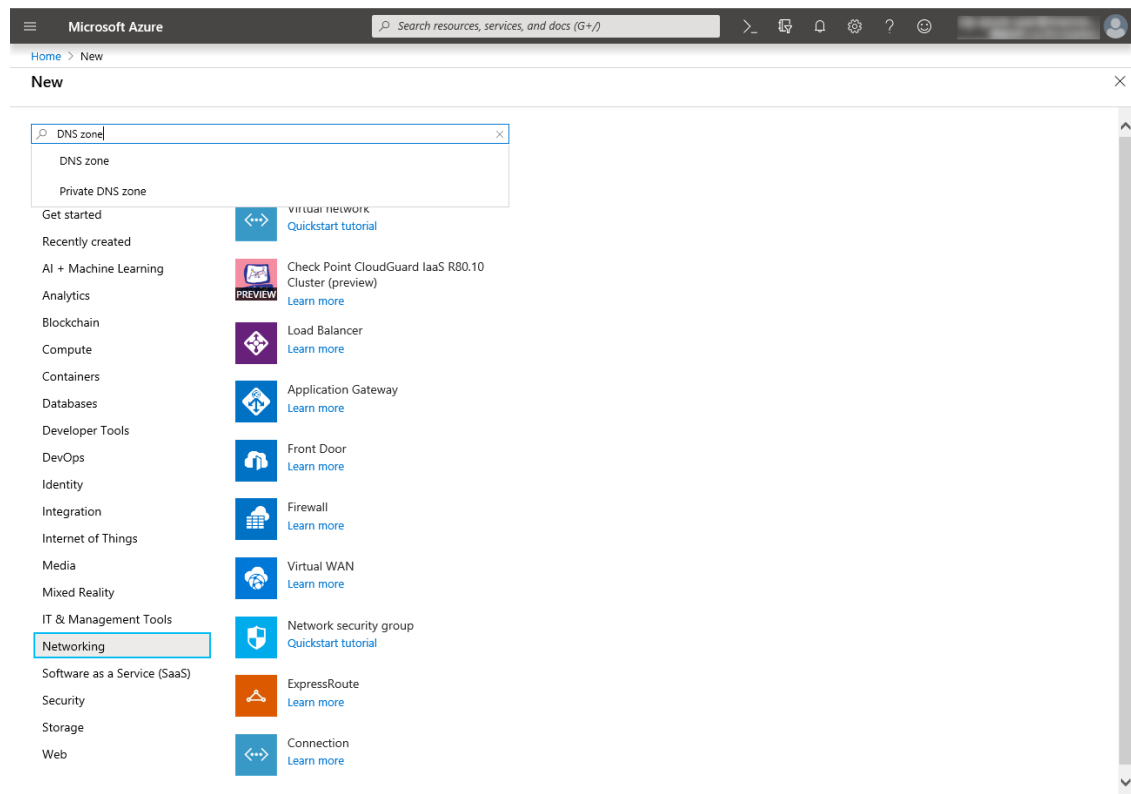 Microsoft Azure
Search resources, services, and docs (G+/)
Home > New
New
DNS zone
DNS zone
Private DNS zone
Get started
Recently created
AI + Machine Learning
Analytics
Blockchain
Compute
Containers
Databases
Developer Tools
DevOps
Identity
Integration
Internet of Things
Media
Mixed Reality
IT & Management Tools
Networking
Software as a Service (SaaS)
Security
Storage
Web
Virtual network
Quickstart tutorial
PREVIEW
Check Point CloudGuard IaaS R80.10
Cluster (preview)
Learn more
Load Balancer
Learn more
Application Gateway
Learn more
Front Door
Learn more
Firewall
Learn more
Virtual WAN
Learn more
Network security group
Quickstart tutorial
ExpressRoute
Learn more
Connection
Learn more